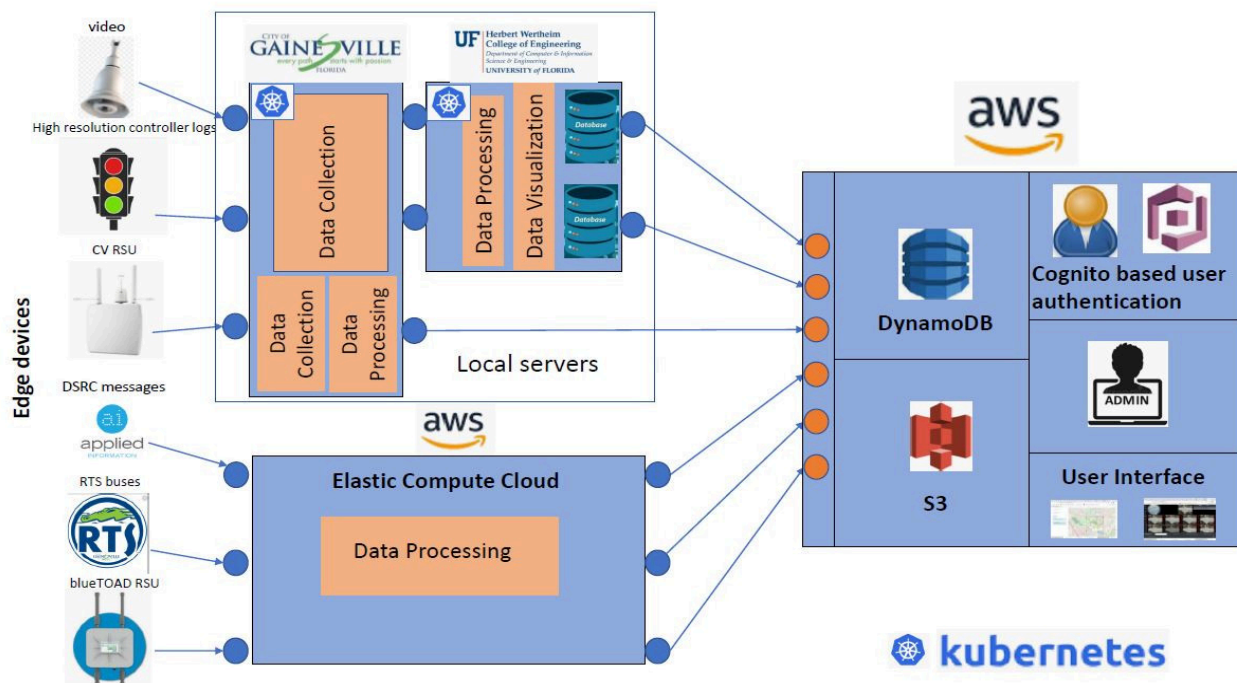 video
High resolution controller logs
CV RSU
DSRC messages
ai
applied
INFORMATION
RTS buses
RTS
blueTOAD RSU
Edge devices
CITY OF
GAINESVILLE
every path starts with passion
FLORIDA
UF
Herbert Wertheim
College of Engineering
Department of Computer & Information
Science & Engineering
UNIVERSITY of FLORIDA
Data Collection
Data
Collection
Data
Processing
Data Processing
Data Visualization
Database
Database
Local servers
aws
Elastic Compute Cloud
Data Processing
aws
DynamoDB
S3
Cognito based user
authentication
ADMIN
User Interface
kubernetes